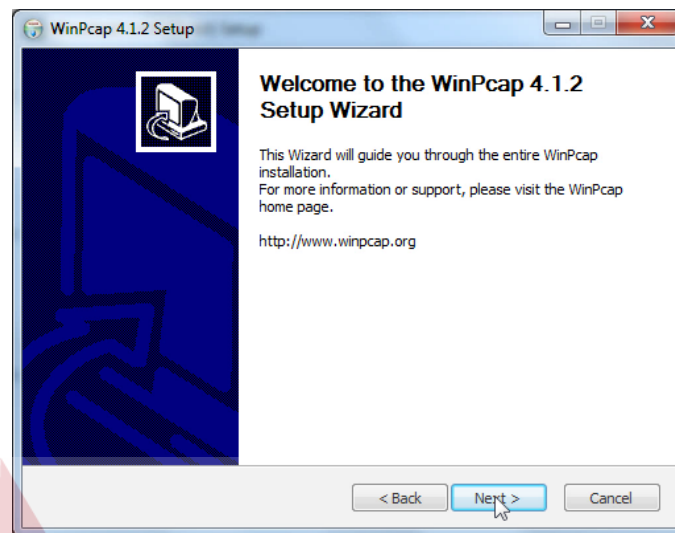 WinPcap 4.1.2 Setup
Welcome to the WinPcap 4.1.2
Setup Wizard
This Wizard will guide you through the entire WinPcap
installation.
For more information or support, please visit the WinPcap
home page.
http://www.winpcap.org
< Back
Next >
Cancel